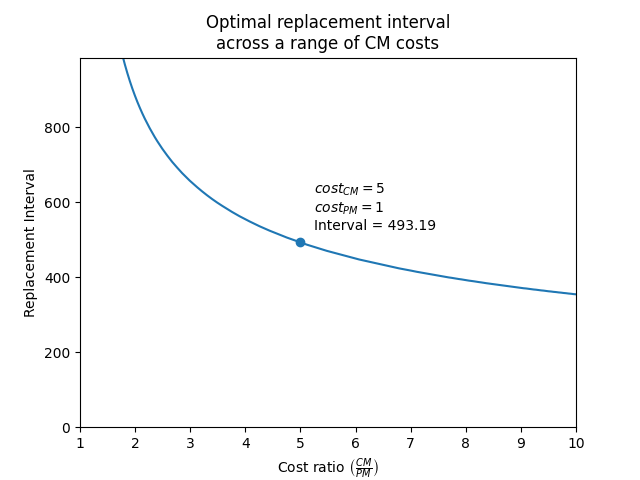 Optimal replacement interval
across a range of CM costs
800
600
400
200
0
Replacement Interval
cost_CM = 5
cost_PM = 1
Interval = 493.19
1 2 3 4 5 6 7 8 9 10
Cost ratio (CM/PM)